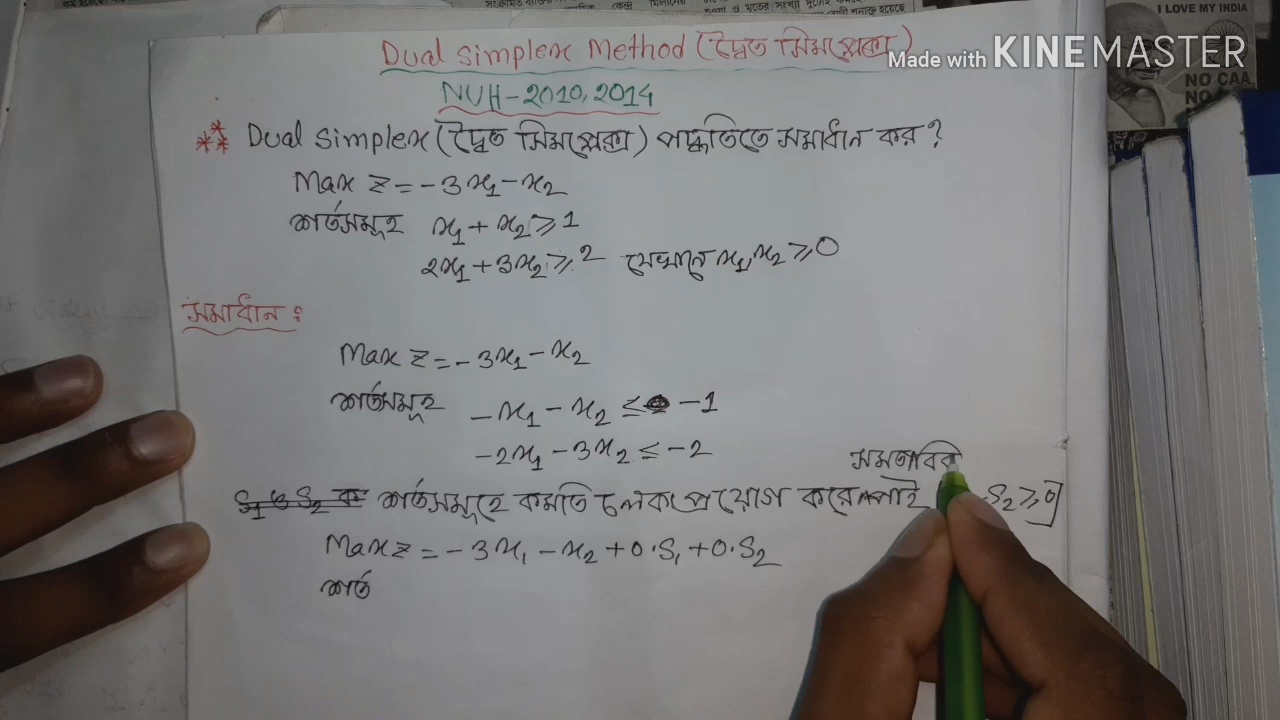 I LOVE MY INDIA
Made with KINEMASTER
NO CAA
NO
Dual Simplex Method (দ্বৈত সিমপ্লেক্স)
NUH-2010, 2014
Dual Simplex (দ্বৈত সিমপ্লেক্স) পদ্ধতিতে সমাধান কর?
Max z = -3x₁ - x₂
শর্তসমূহ x₁ + x₂ ≥ 1
2x₁ + 3x₂ ≥ 2 যেখানে x₁, x₂ ≥ 0
সমাধান:
Max z = -3x₁ - x₂
শর্তসমূহ -x₁ - x₂ ≤ -1
-2x₁ - 3x₂ ≤ -2
শর্তসমূহে কমতি চলক প্রয়োগ করে পাই S₂ ≥ 0]
Max z = -3x₁ - x₂ + 0.S₁ + 0.S₂
শর্ত